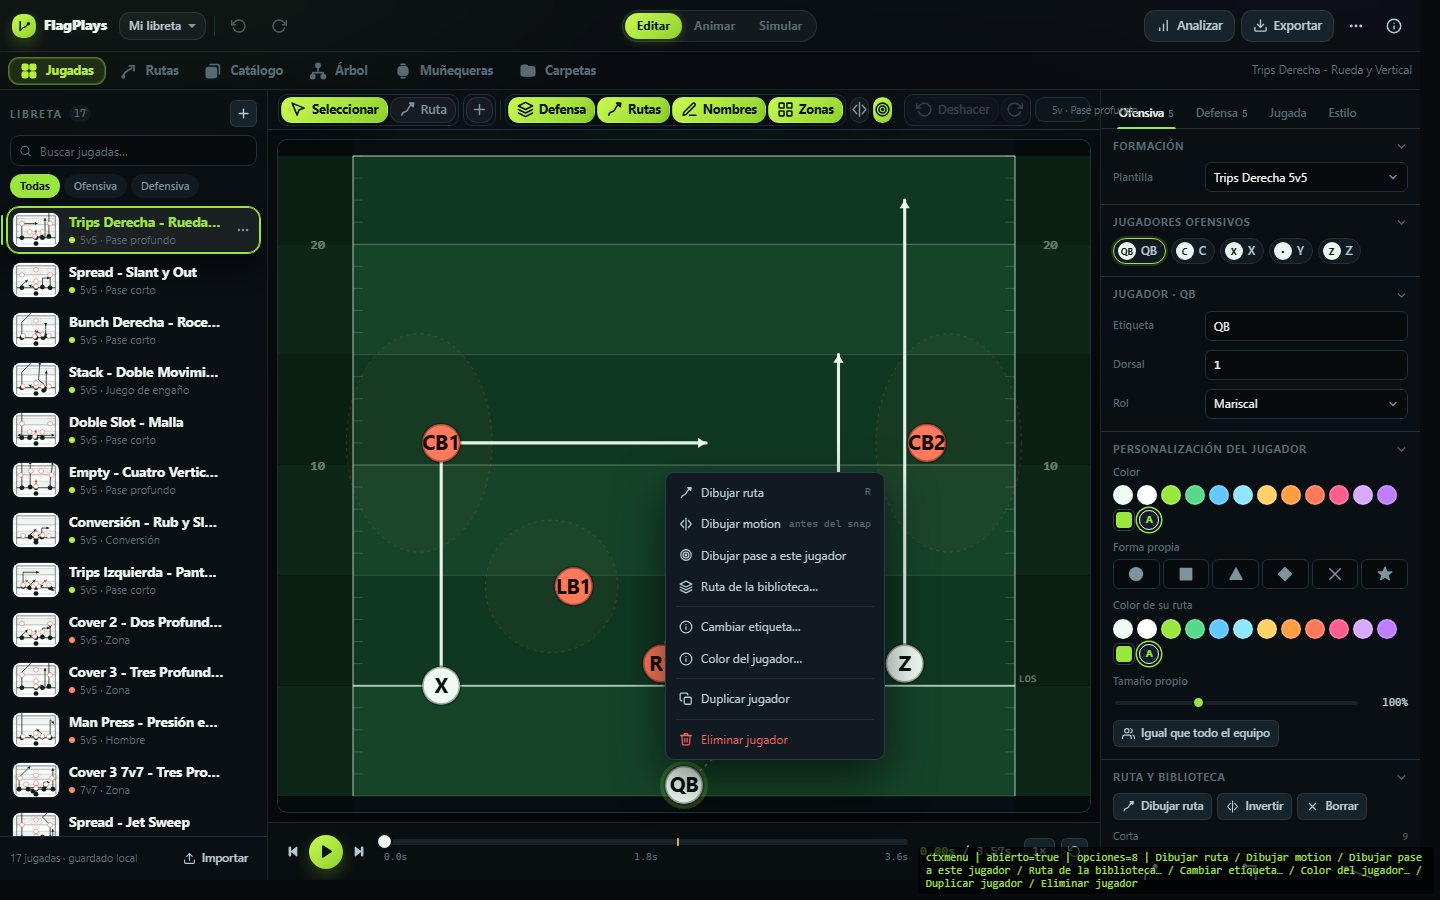 FlagPlays
Mi libreta
Editar
Animar
Simular
Analizar
Exportar
Jugadas
Rutas
Catálogo
Árbol
Muñequeras
Carpetas
Trips Derecha - Rueda y Vertical
LIBRETA 17
Buscar jugadas...
Todas
Ofensiva
Defensiva
Trips Derecha - Rueda...
5v5 · Pase profundo
Spread - Slant y Out
5v5 · Pase corto
Bunch Derecha - Roce...
5v5 · Pase corto
Stack - Doble Movimi...
5v5 · Juego de engaño
Doble Slot - Malla
5v5 · Pase corto
Empty - Cuatro Vertic...
5v5 · Pase profundo
Conversión - Rub y Sl...
5v5 · Conversión
Trips Izquierda - Pant...
5v5 · Pase corto
Cover 2 - Dos Profund...
5v5 · Zona
Cover 3 - Tres Profund...
5v5 · Zona
Man Press - Presión e...
5v5 · Hombre
Cover 3 7v7 - Tres Pro...
7v7 · Zona
Spread - Jet Sweep
17 jugadas · guardado local
Importar
Seleccionar
Ruta
Defensa
Rutas
Nombres
Zonas
Deshacer
5v · Pase profundo
20
20
10
10
CB1
CB2
LB1
R
X
Z
LOS
QB
Dibujar ruta R
Dibujar motion antes del snap
Dibujar pase a este jugador
Ruta de la biblioteca...
Cambiar etiqueta...
Color del jugador...
Duplicar jugador
Eliminar jugador
0.0s
1.8s
3.6s
0.00s / 3.57s
1x
Ofensiva 5
Defensa 5
Jugada
Estilo
FORMACIÓN
Plantilla
Trips Derecha 5v5
JUGADORES OFENSIVOS
QB QB
C C
X X
Y
Z Z
JUGADOR · QB
Etiqueta
QB
Dorsal
1
Rol
Mariscal
PERSONALIZACIÓN DEL JUGADOR
Color
A
Forma propia
Color de su ruta
A
Tamaño propio
100%
Igual que todo el equipo
RUTA Y BIBLIOTECA
Dibujar ruta
Invertir
Borrar
Corta 9
ctxmenu | abierto=true | opciones=8 | Dibujar ruta / Dibujar motion / Dibujar pase
a este jugador / Ruta de la biblioteca… / Cambiar etiqueta… / Color del jugador… /
Duplicar jugador / Eliminar jugador